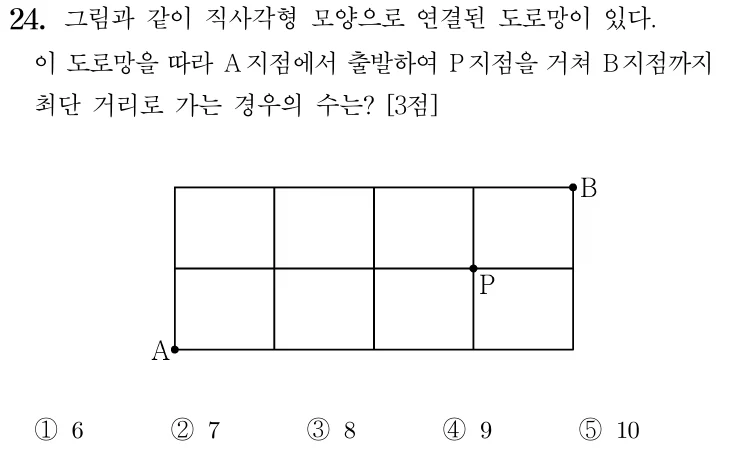 24. 그림과 같이 직사각형 모양으로 연결된 도로망이 있다.
이 도로망을 따라 A지점에서 출발하여 P지점을 거쳐 B지점까지
최단 거리로 가는 경우의 수는? [3점]
B
P
A
① 6 ② 7 ③ 8 ④ 9 ⑤ 10